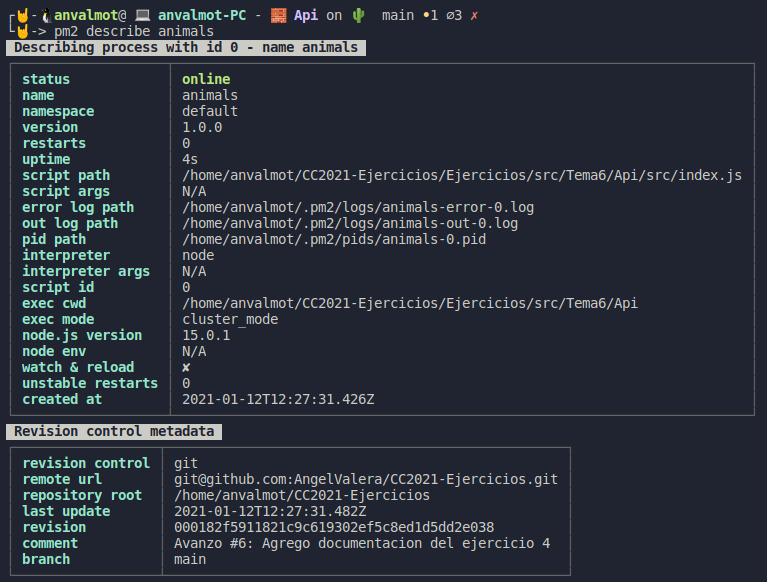 anvalmot@ anvalmot-PC - Api on main •1 ∅3 ✗
-> pm2 describe animals
Describing process with id 0 - name animals
status online
name animals
namespace default
version 1.0.0
restarts 0
uptime 4s
script path /home/anvalmot/CC2021-Ejercicios/Ejercicios/src/Tema6/Api/src/index.js
script args N/A
error log path /home/anvalmot/.pm2/logs/animals-error-0.log
out log path /home/anvalmot/.pm2/logs/animals-out-0.log
pid path /home/anvalmot/.pm2/pids/animals-0.pid
interpreter node
interpreter args N/A
script id 0
exec cwd /home/anvalmot/CC2021-Ejercicios/Ejercicios/src/Tema6/Api
exec mode cluster_mode
node.js version 15.0.1
node env N/A
watch & reload ✘
unstable restarts 0
created at 2021-01-12T12:27:31.426Z
Revision control metadata
revision control git
remote url git@github.com:AngelValera/CC2021-Ejercicios.git
repository root /home/anvalmot/CC2021-Ejercicios
last update 2021-01-12T12:27:31.482Z
revision 000182f5911821c9c619302ef5c8ed1d5dd2e038
comment Avanzo #6: Agrego documentacion del ejercicio 4
branch main